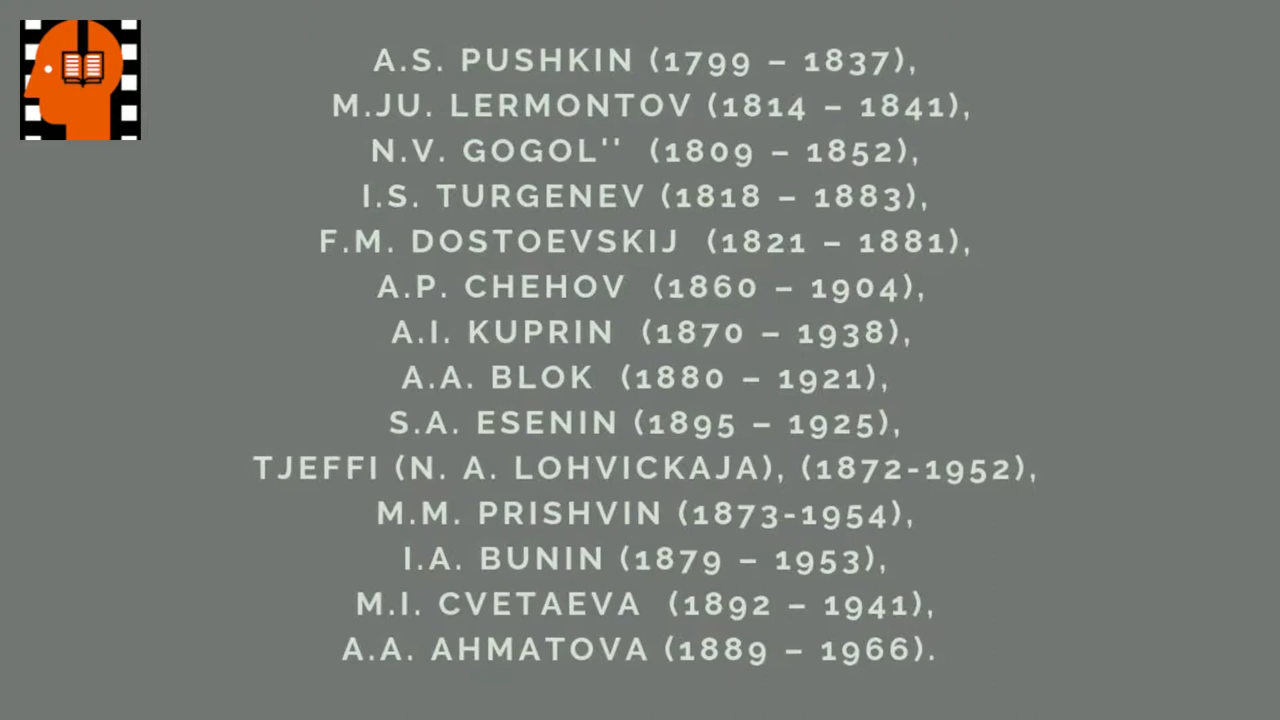 A.S. PUSHKIN (1799 – 1837),
M.JU. LERMONTOV (1814 – 1841),
N.V. GOGOL'' (1809 – 1852),
I.S. TURGENEV (1818 – 1883),
F.M. DOSTOEVSKIJ (1821 – 1881),
A.P. CHEHOV (1860 – 1904),
A.I. KUPRIN (1870 – 1938),
A.A. BLOK (1880 – 1921),
S.A. ESENIN (1895 – 1925),
TJEFFI (N. A. LOHVICKAJA), (1872-1952),
M.M. PRISHVIN (1873-1954),
I.A. BUNIN (1879 – 1953),
M.I. CVETAEVA (1892 – 1941),
A.A. AHMATOVA (1889 – 1966).